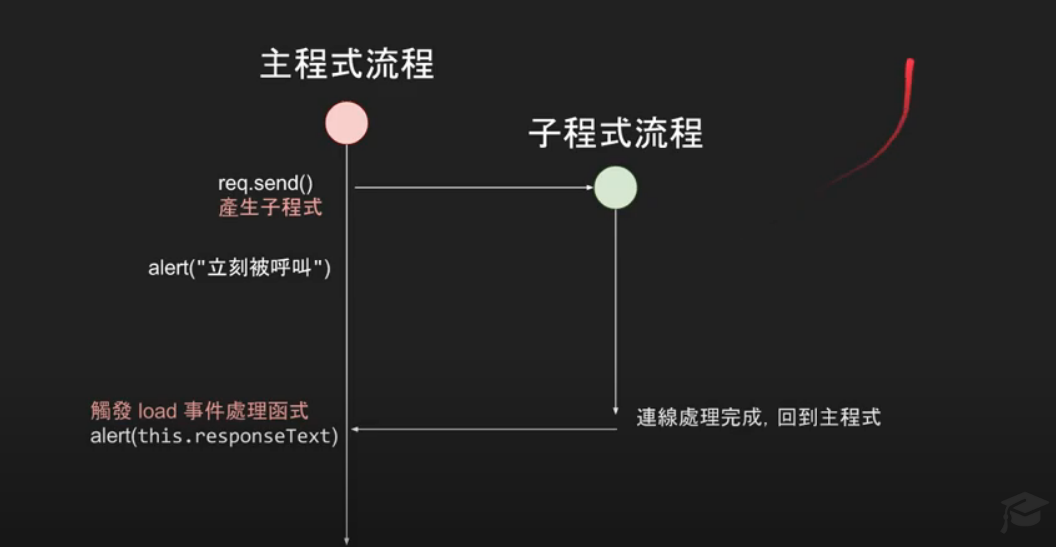 主程式流程
子程式流程
req.send()
產生子程式
alert("立刻被呼叫")
觸發 load 事件處理函式
alert(this.responseText)
連線處理完成, 回到主程式